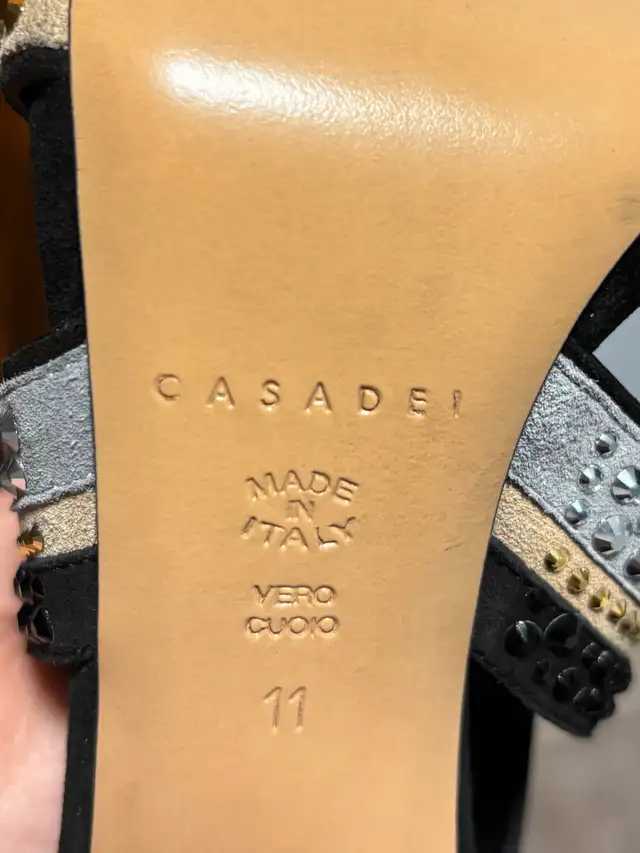 CASADEI
MADE
IN
ITALY
VERO
CUOIO
11